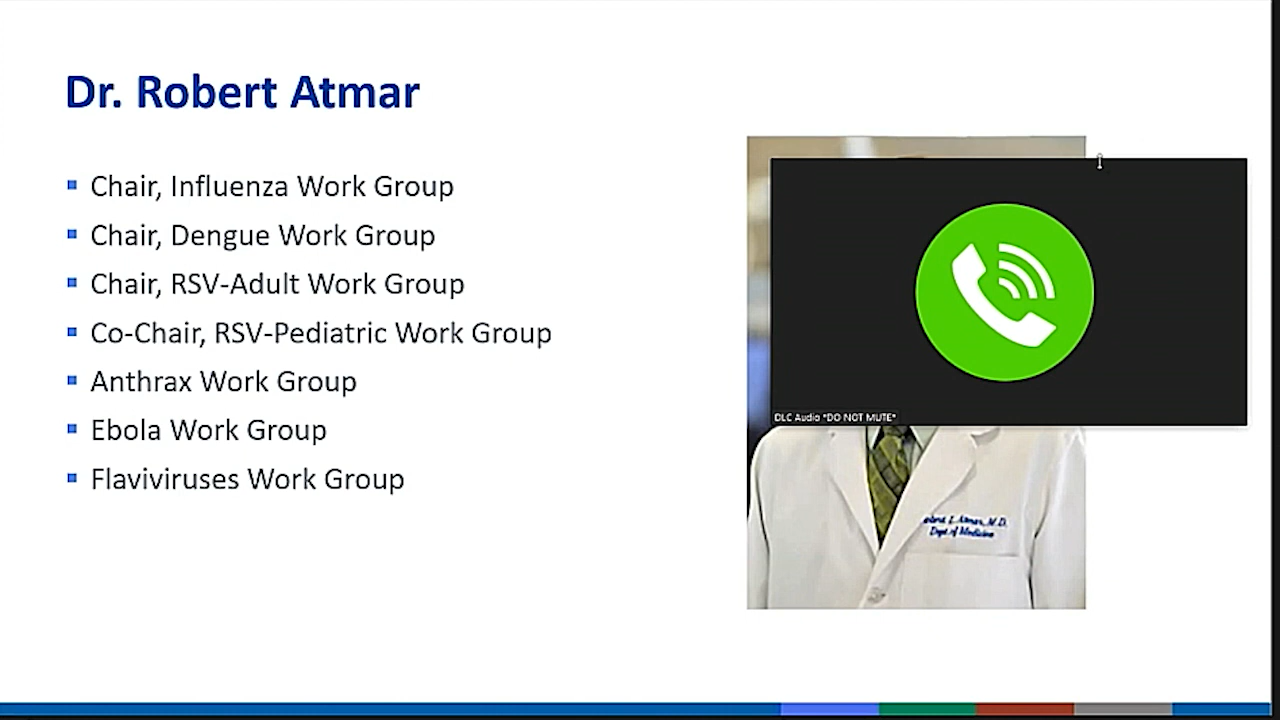 Dr. Robert Atmar
Chair, Influenza Work Group
Chair, Dengue Work Group
Chair, RSV-Adult Work Group
Co-Chair, RSV-Pediatric Work Group
Anthrax Work Group
Ebola Work Group
Flaviviruses Work Group
DLC Audio *DO NOT MUTE*
Atmar, M.D.
Dept of Medicine